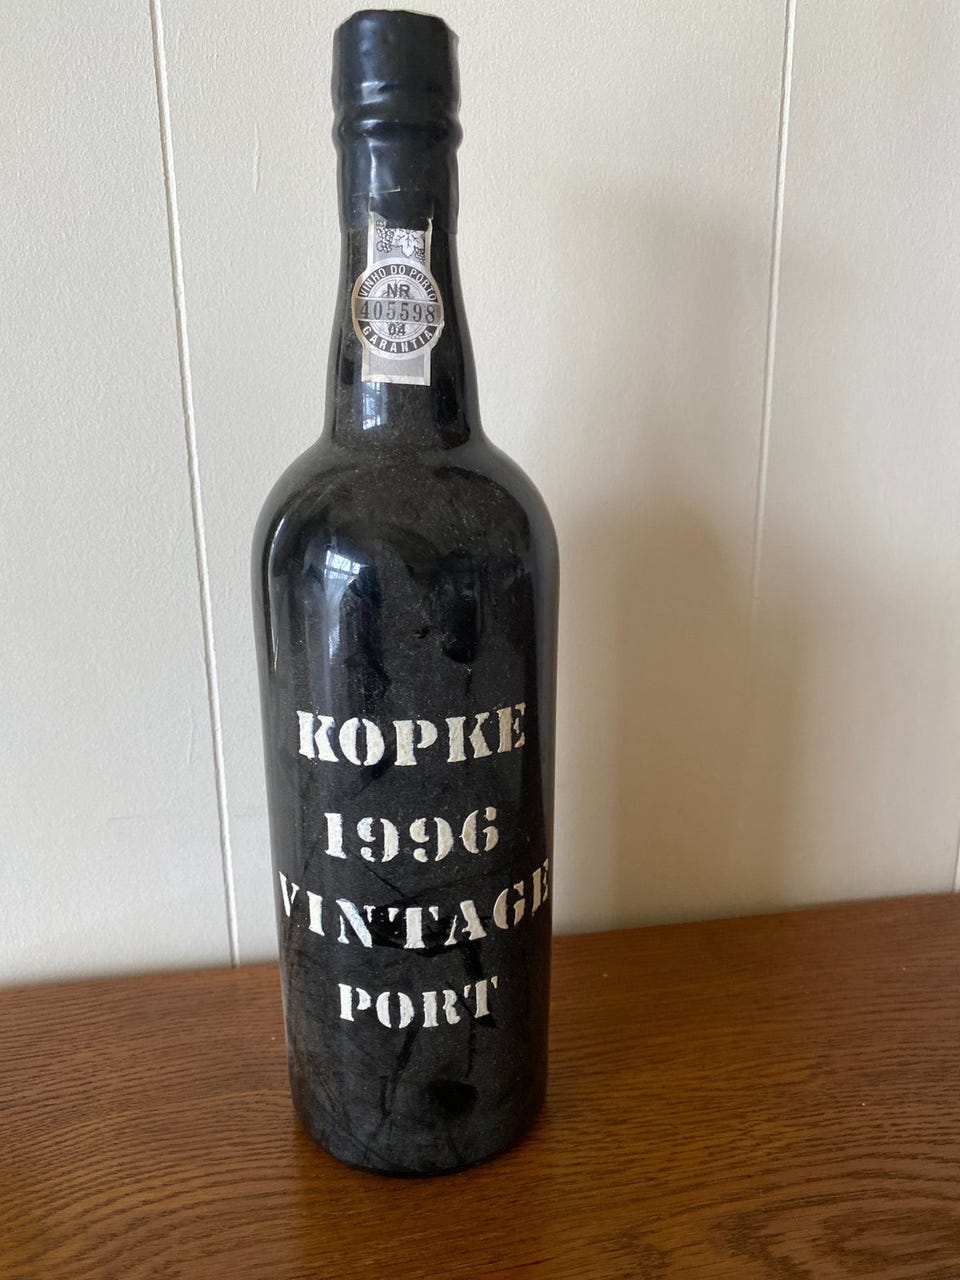 VINHO DO PORTO
NR
405598
04
GARANTIA
KOPKE
1996
VINTAGE
PORT